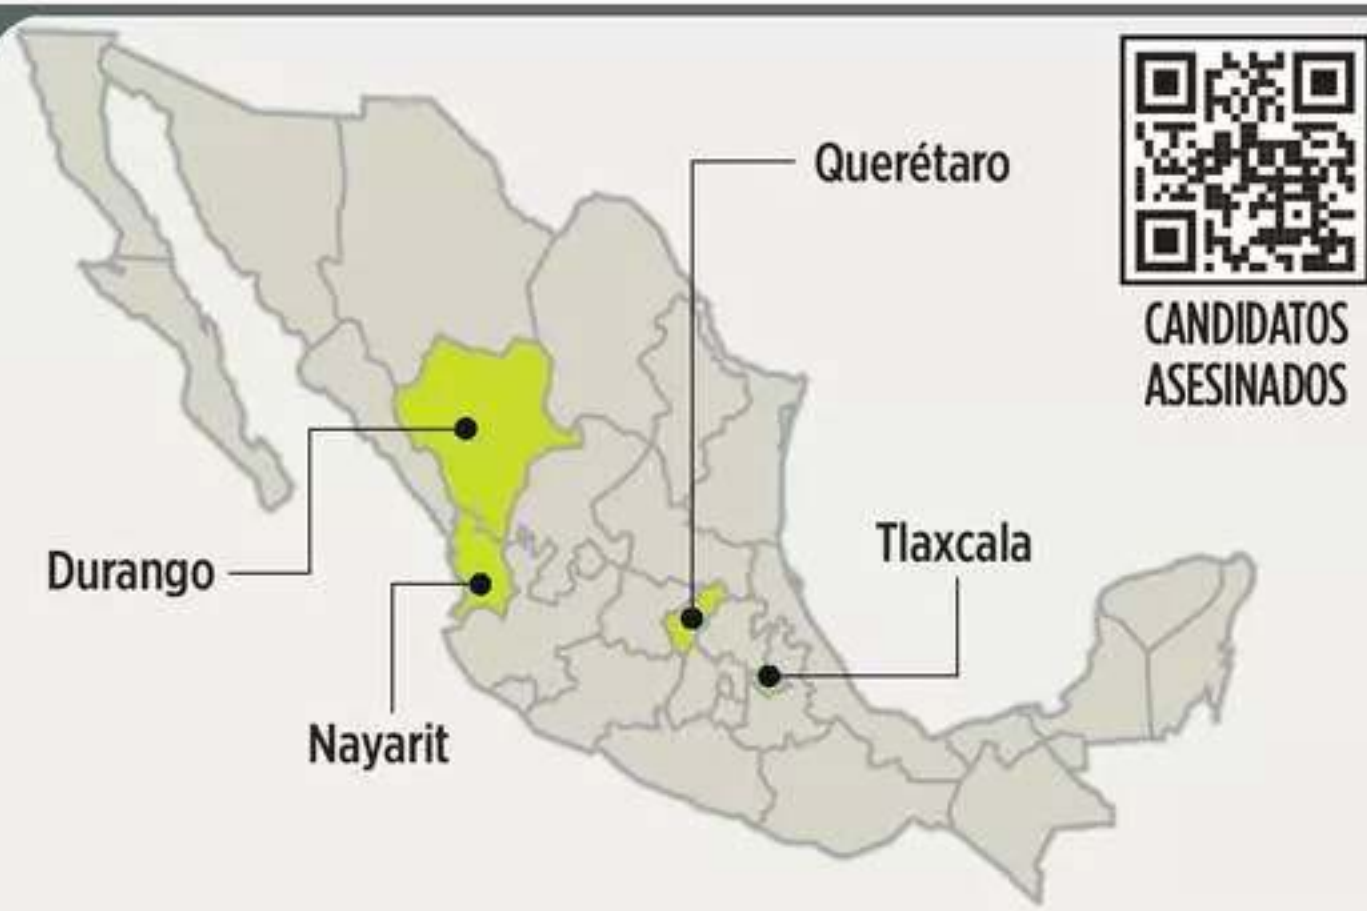 Querétaro
CANDIDATOS
ASESINADOS
Tlaxcala
Durango
Nayarit